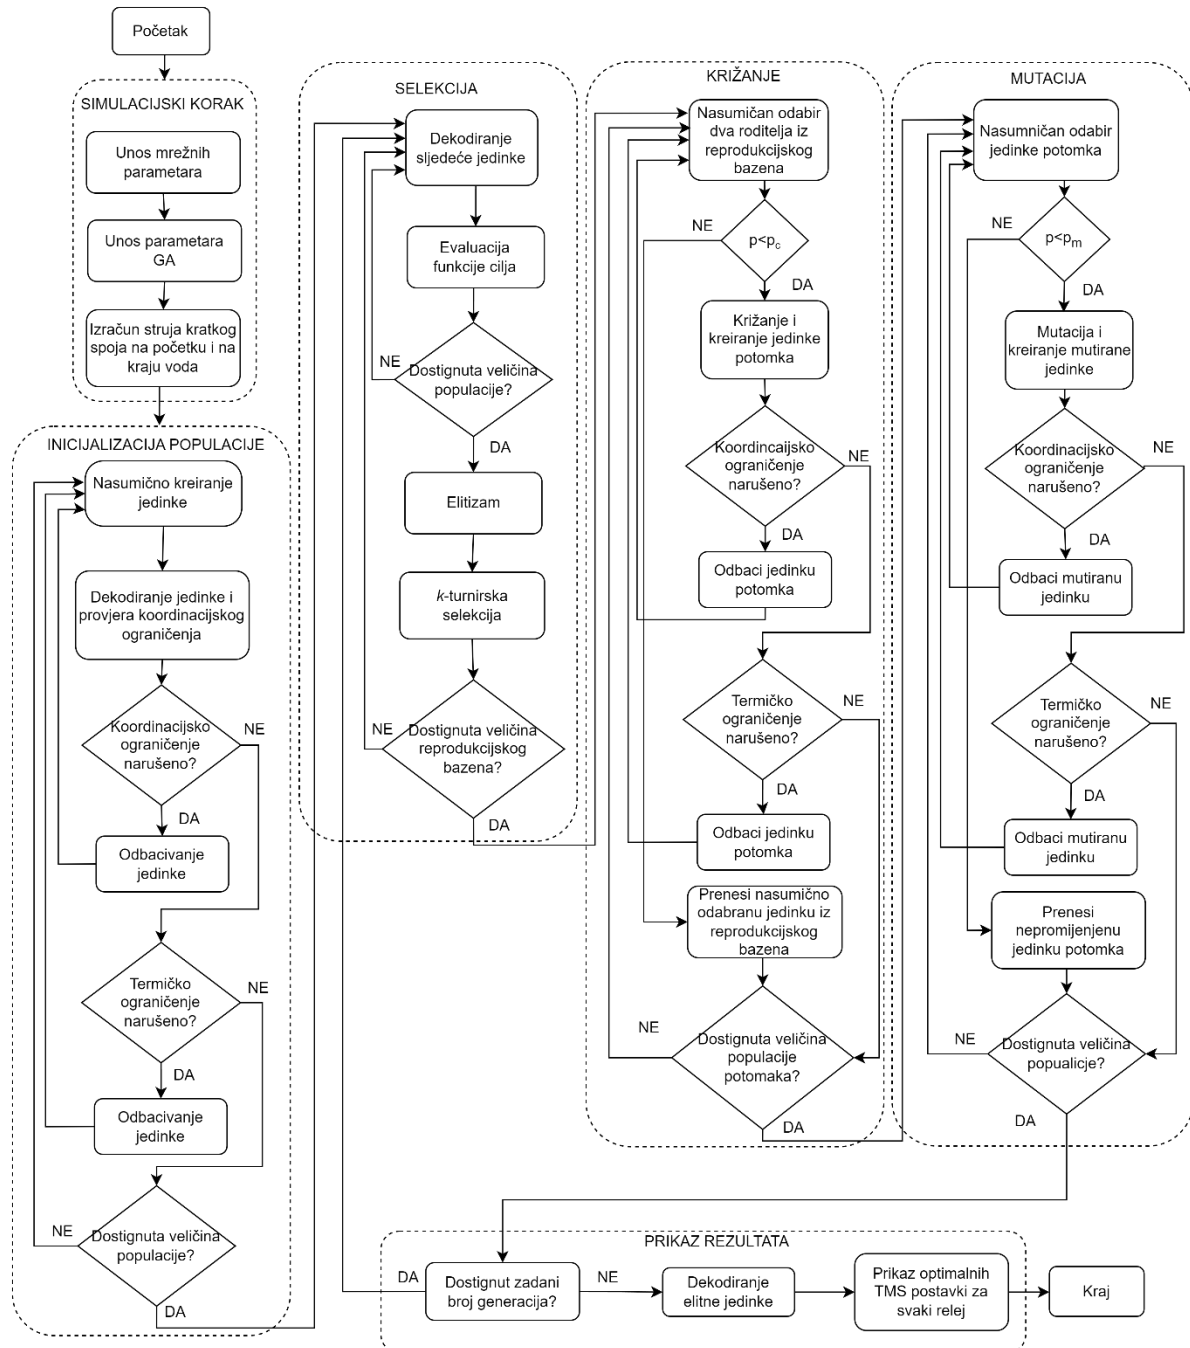 Početak
SIMULACIJSKI KORAK
Unos mrežnih
parametara
Unos parametara
GA
Izračun struja kratkog
spoja na početku i na
kraju voda
INICIJALIZACIJA POPULACIJE
Nasumično kreiranje
jedinke
Dekodiranje jedinke i
provjera koordinacijskog
ograničenja
Koordinacijsko
ograničenje
narušeno?
NE
DA
Odbacivanje
jedinke
Termičko
ograničenje
narušeno?
NE
DA
Odbacivanje
jedinke
Dostignuta veličina
populacije?
NE
DA
SELEKCIJA
Dekodiranje
sljedeće jedinke
Evaluacija
funkcije cilja
Dostignuta veličina
populacije?
NE
DA
Elitizam
k-turnirska
selekcija
Dostignuta veličina
reprodukcijskog
bazena?
NE
DA
KRIŽANJE
Nasumičan odabir
dva roditelja iz
reprodukcijskog
bazena
NE
p<pc
DA
Križanje i
kreiranje jedinke
potomka
Koordincaijsko
ograničenje
narušeno?
NE
DA
Odbaci jedinku
potomka
Termičko
ograničenje
narušeno?
NE
DA
Odbaci jedinku
potomka
Prenesi nasumično
odabranu jedinku iz
reprodukcijskog
bazena
Dostignuta veličina
populacije
potomaka?
NE
DA
MUTACIJA
Nasumničan odabir
jedinke potomka
NE
p<pm
DA
Mutacija i
kreiranje mutirane
jedinke
Koordinacijsko
ograničenje
narušeno?
NE
DA
Odbaci mutiranu
jedinku
Termičko
ograničenje
narušeno?
NE
DA
Odbaci mutiranu
jedinku
Prenesi
nepromijenjenu
jedinku potomka
Dostignuta veličina
popualicje?
NE
DA
PRIKAZ REZULTATA
Dostignut zadani
broj generacija?
DA
NE
Dekodiranje
elitne jedinke
Prikaz optimalnih
TMS postavki za
svaki relej
Kraj